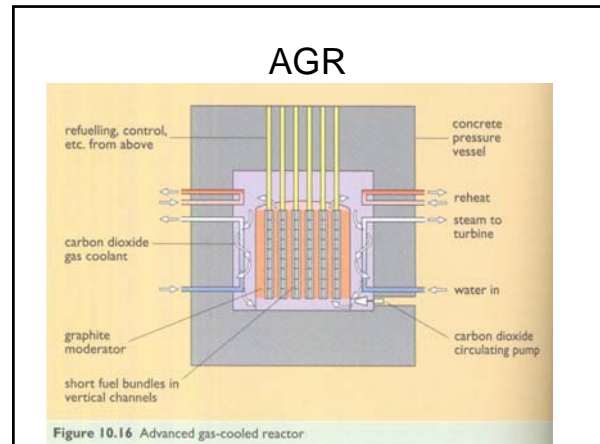 AGR
refuelling, control,
etc. from above
carbon dioxide
gas coolant
graphite
moderator
short fuel bundles in
vertical channels
concrete
pressure
vessel
reheat
steam to
turbine
water in
carbon dioxide
circulating pump
Figure 10.16 Advanced gas-cooled reactor